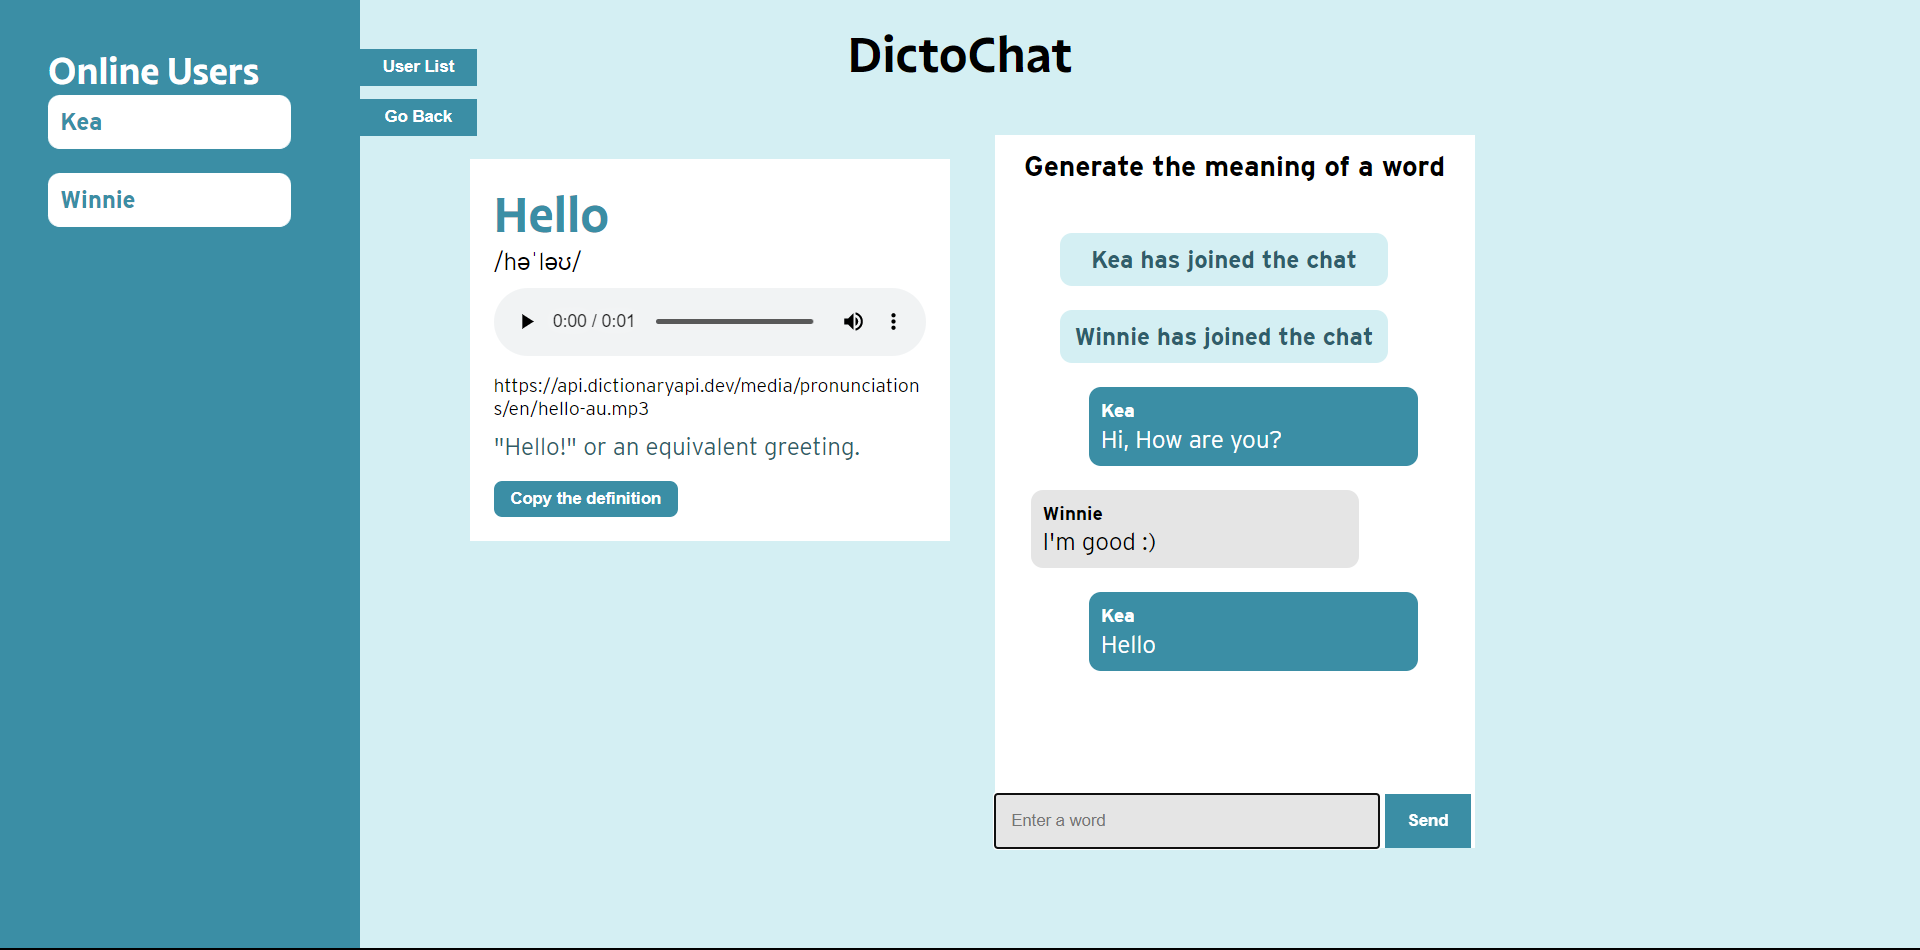 DictoChat
Online Users
Kea
Winnie
User List
Go Back
Hello
/həˈləʊ/
0:00 / 0:01
https://api.dictionaryapi.dev/media/pronunciation
s/en/hello-au.mp3
"Hello!" or an equivalent greeting.
Copy the definition
Generate the meaning of a word
Kea has joined the chat
Winnie has joined the chat
Kea
Hi, How are you?
Winnie
I'm good :)
Kea
Hello
Enter a word
Send